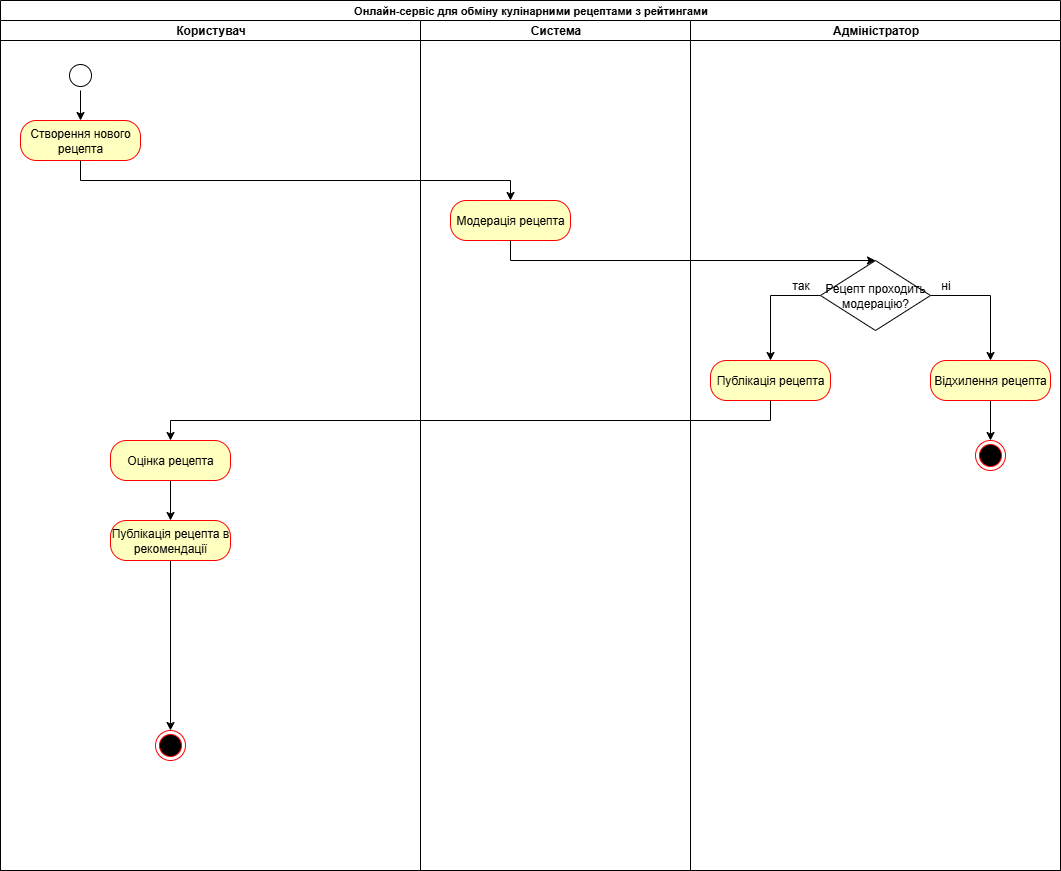 Онлайн-сервіс для обміну кулінарними рецептами з рейтингами
Користувач
Система
Адміністратор
Створення нового
рецепта
Модерація рецепта
так
Рецепт проходить
модерацію?
ні
Публікація рецепта
Відхилення рецепта
Оцінка рецепта
Публікація рецепта в
рекомендації